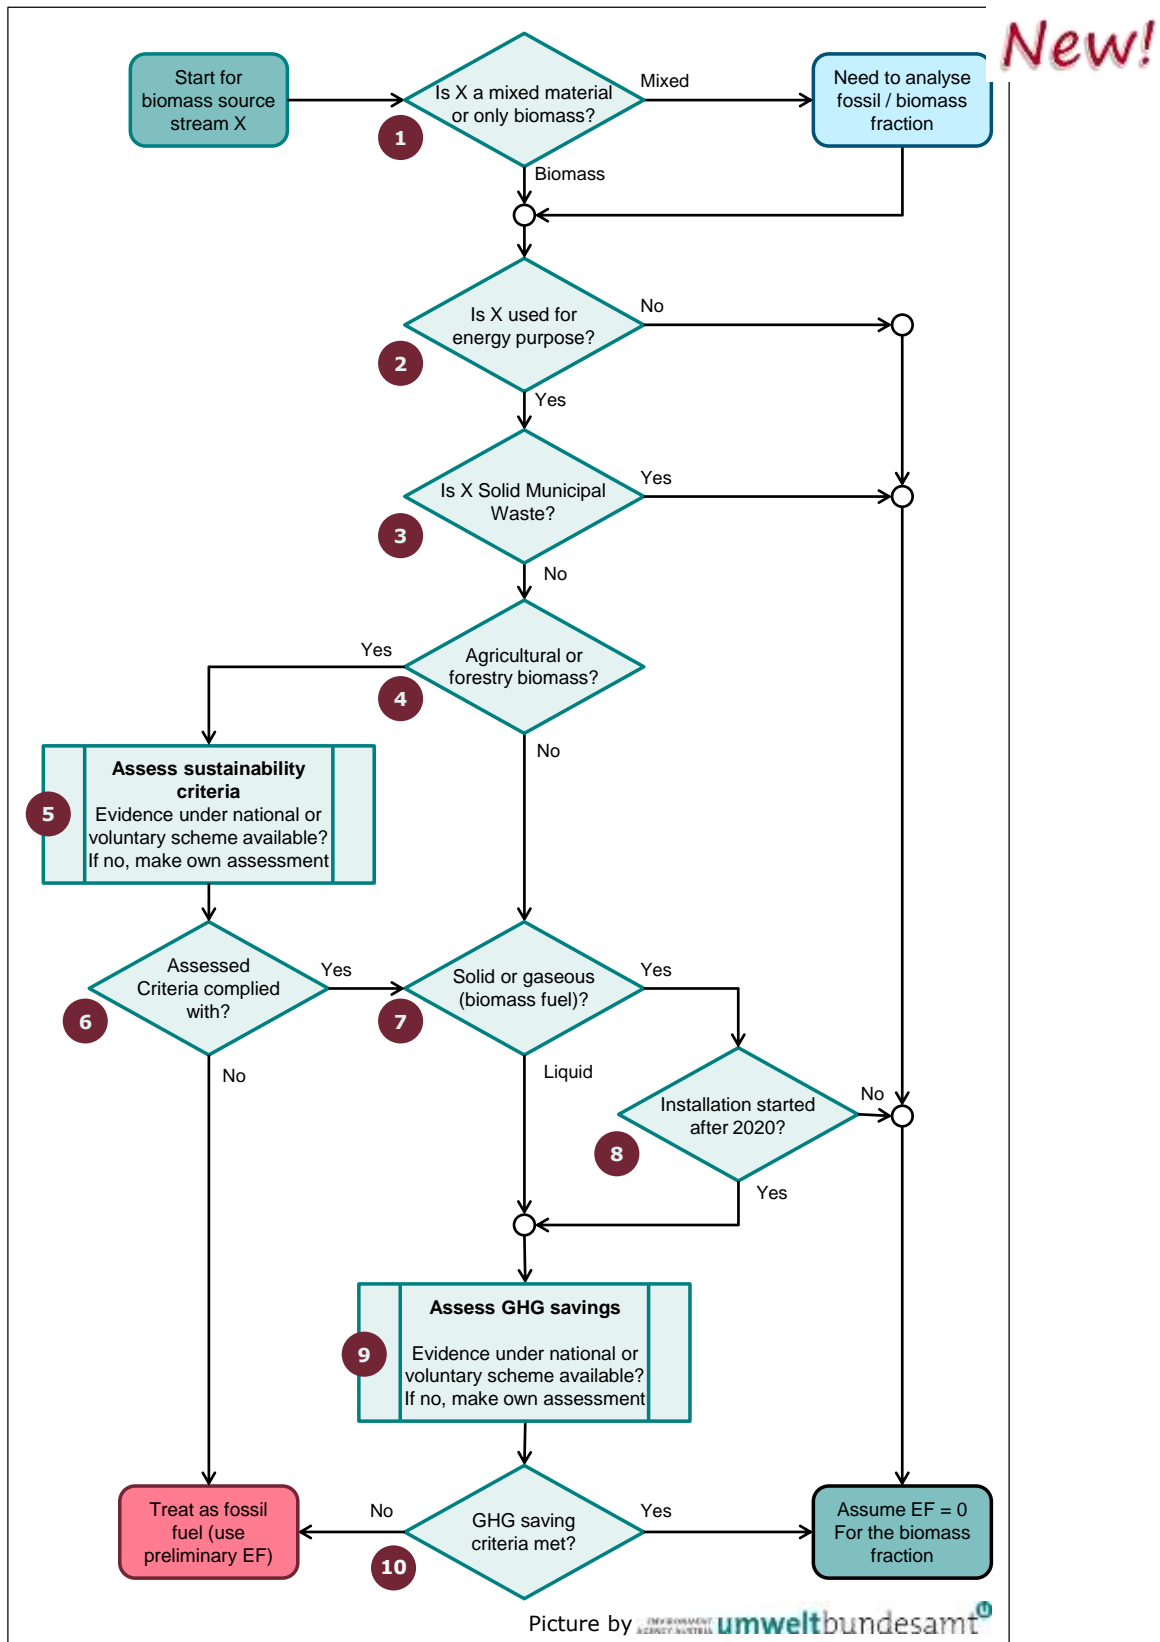 New!
Start for
biomass source
stream X
Is X a mixed material
or only biomass?
Mixed
Need to analyse
fossil / biomass
fraction
1
Biomass
Is X used for
energy purpose?
No
2
Yes
Is X Solid Municipal
Waste?
Yes
3
No
Yes
Agricultural or
forestry biomass?
4
No
Assess sustainability
criteria
Evidence under national or
voluntary scheme available?
If no, make own assessment
5
Assessed
Criteria complied
with?
Yes
6
No
Solid or gaseous
(biomass fuel)?
Yes
7
Liquid
Installation started
after 2020?
No
8
Yes
Assess GHG savings
Evidence under national or
voluntary scheme available?
If no, make own assessment
9
Treat as fossil
fuel (use
preliminary EF)
No
GHG saving
criteria met?
Yes
10
Assume EF = 0
For the biomass
fraction
Picture by ENVIRONMENT AGENCY AUSTRIA umweltbundesamt